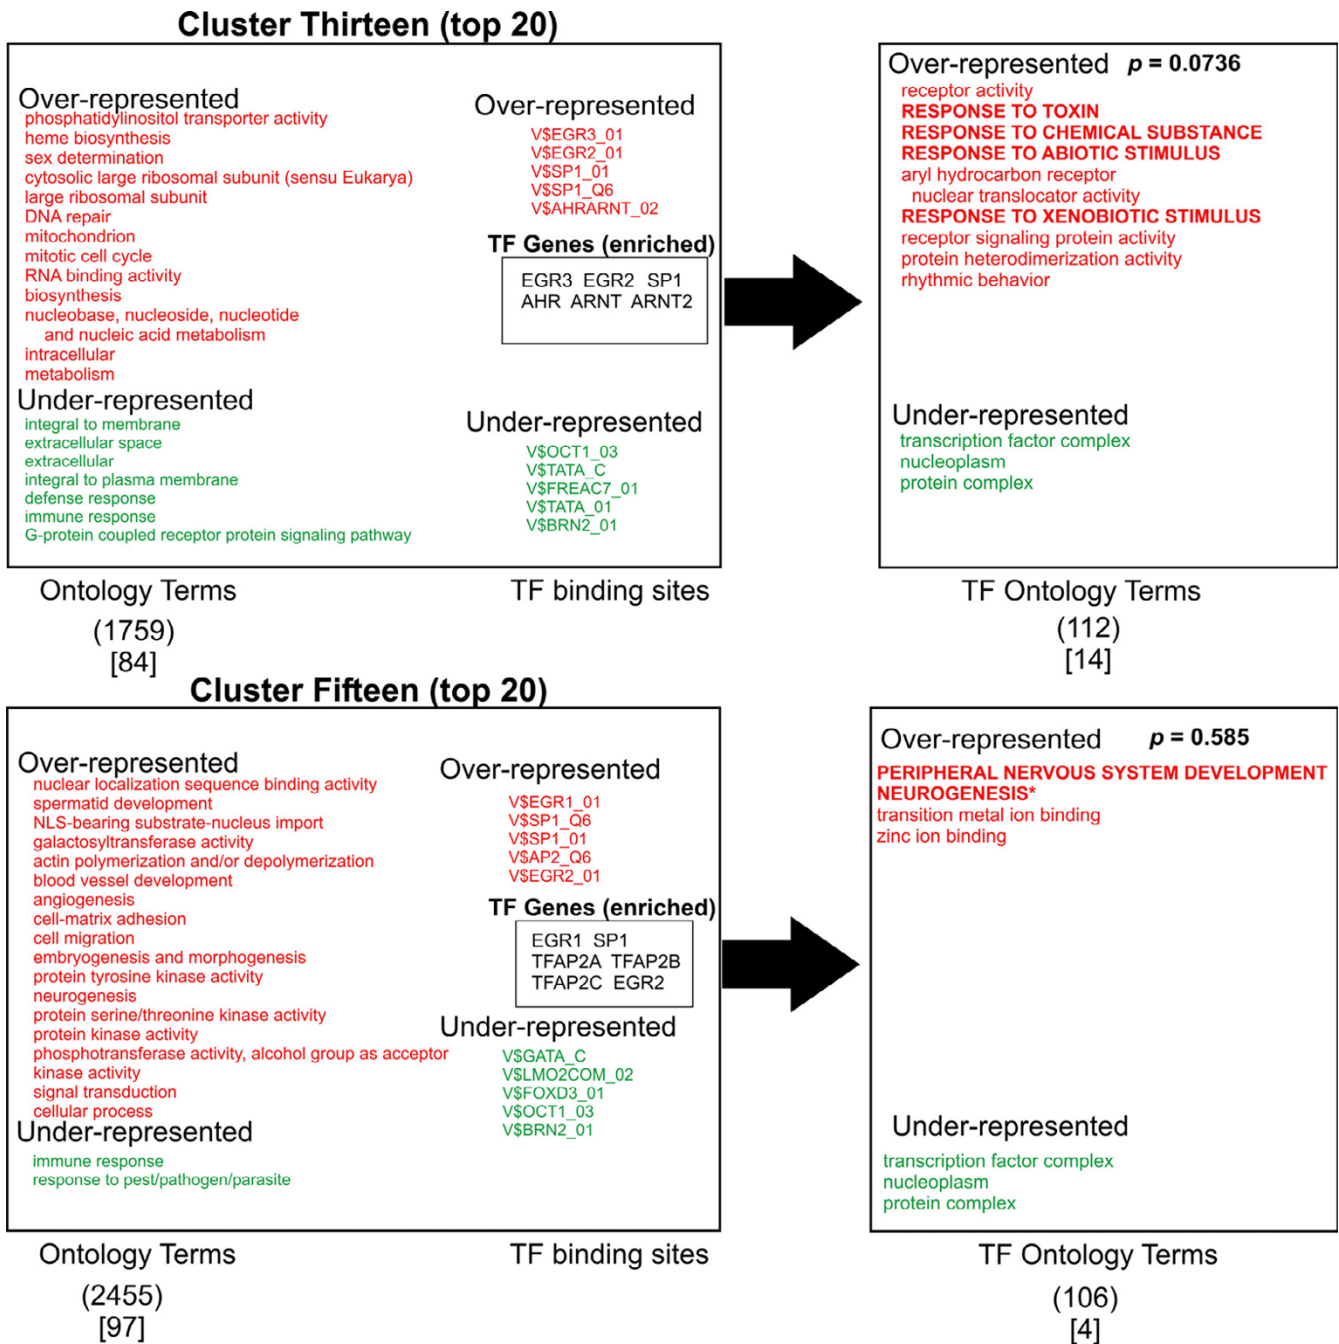 Cluster Thirteen (top 20)
Over-represented
phosphatidylinositol transporter activity
heme biosynthesis
sex determination
cytosolic large ribosomal subunit (sensu Eukarya)
large ribosomal subunit
DNA repair
mitochondrion
mitotic cell cycle
RNA binding activity
biosynthesis
nucleobase, nucleoside, nucleotide
and nucleic acid metabolism
intracellular
metabolism
Under-represented
integral to membrane
extracellular space
extracellular
integral to plasma membrane
defense response
immune response
G-protein coupled receptor protein signaling pathway
Over-represented
V$EGR3_01
V$EGR2_01
V$SP1_01
V$SP1_Q6
V$AHRARNT_02
TF Genes (enriched)
EGR3 EGR2 SP1
AHR ARNT ARNT2
Under-represented
V$OCT1_03
V$TATA_C
V$FREAC7_01
V$TATA_01
V$BRN2_01
Over-represented p = 0.0736
receptor activity
RESPONSE TO TOXIN
RESPONSE TO CHEMICAL SUBSTANCE
RESPONSE TO ABIOTIC STIMULUS
aryl hydrocarbon receptor
nuclear translocator activity
RESPONSE TO XENOBIOTIC STIMULUS
receptor signaling protein activity
protein heterodimerization activity
rhythmic behavior
Under-represented
transcription factor complex
nucleoplasm
protein complex
Ontology Terms
(1759)
[84]
TF binding sites
TF Ontology Terms
(112)
[14]
Cluster Fifteen (top 20)
Over-represented
nuclear localization sequence binding activity
spermatid development
NLS-bearing substrate-nucleus import
galactosyltransferase activity
actin polymerization and/or depolymerization
blood vessel development
angiogenesis
cell-matrix adhesion
cell migration
embryogenesis and morphogenesis
protein tyrosine kinase activity
neurogenesis
protein serine/threonine kinase activity
protein kinase activity
phosphotransferase activity, alcohol group as acceptor
kinase activity
signal transduction
cellular process
Under-represented
immune response
response to pest/pathogen/parasite
Over-represented
V$EGR1_01
V$SP1_Q6
V$SP1_01
V$AP2_Q6
V$EGR2_01
TF Genes (enriched)
EGR1 SP1
TFAP2A TFAP2B
TFAP2C EGR2
Under-represented
V$GATA_C
V$LMO2COM_02
V$FOXD3_01
V$OCT1_03
V$BRN2_01
Over-represented p = 0.585
PERIPHERAL NERVOUS SYSTEM DEVELOPMENT
NEUROGENESIS*
transition metal ion binding
zinc ion binding
Under-represented
transcription factor complex
nucleoplasm
protein complex
Ontology Terms
(2455)
[97]
TF binding sites
TF Ontology Terms
(106)
[4]